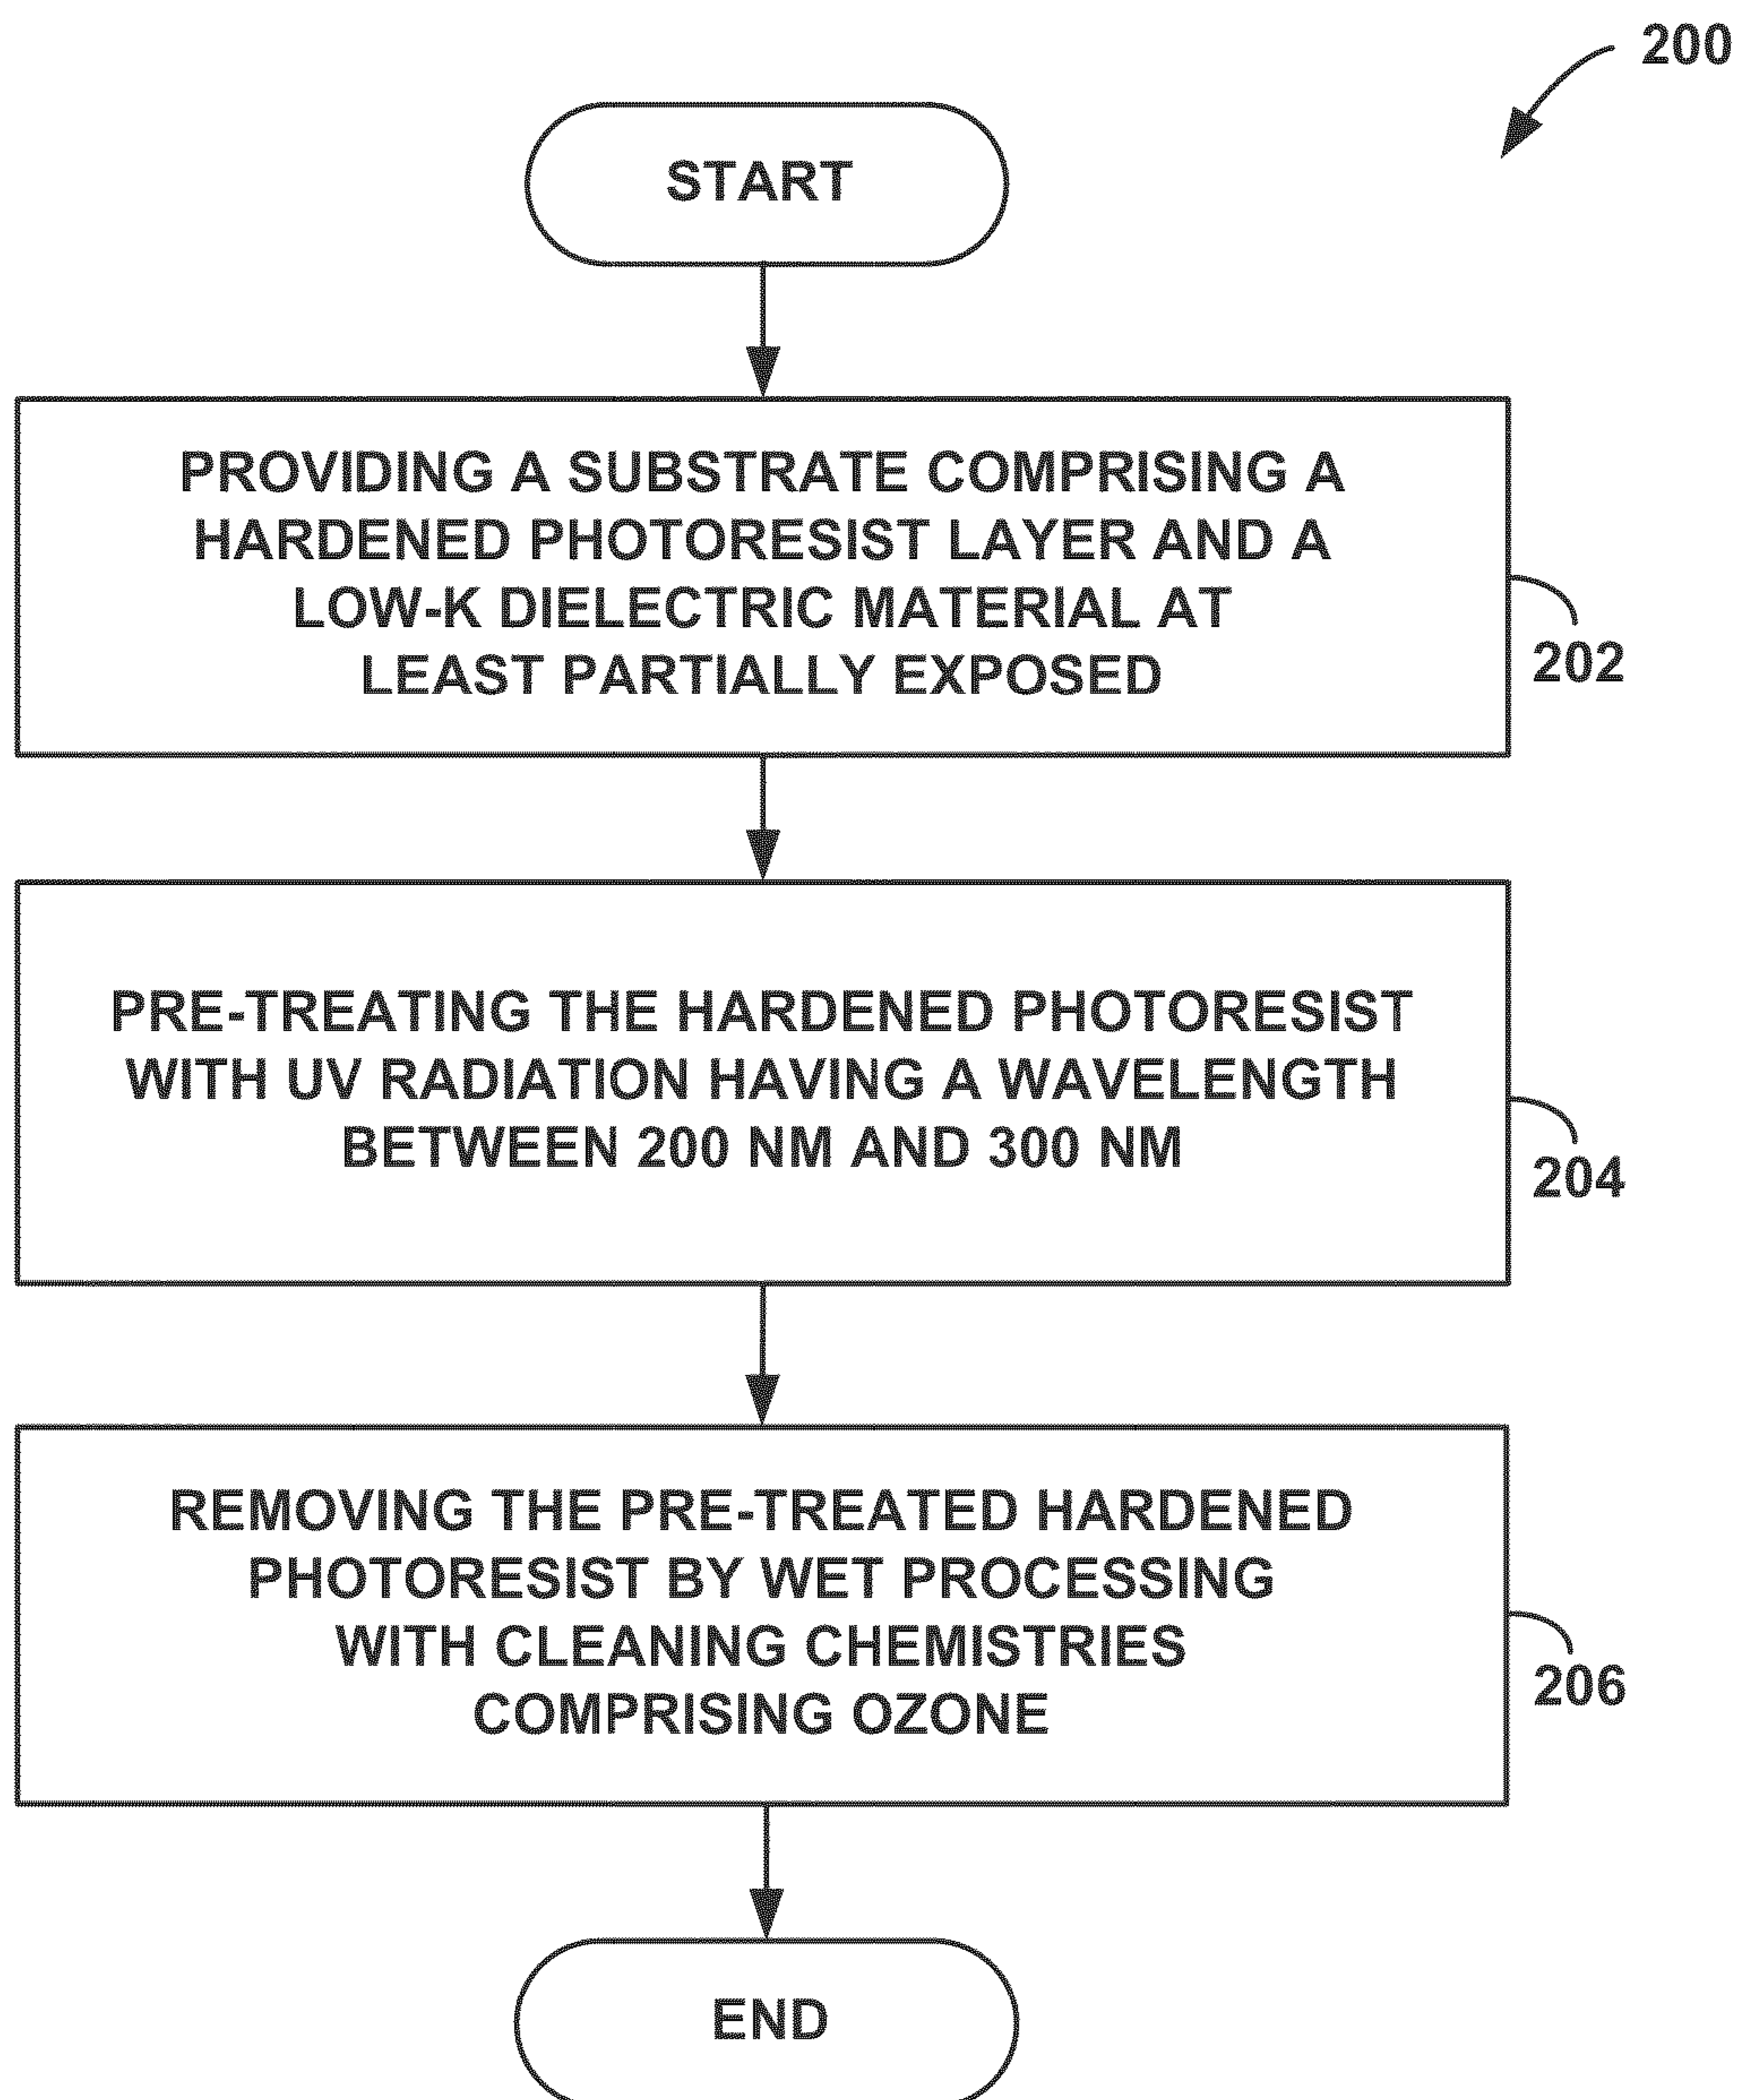 200
START
PROVIDING A SUBSTRATE COMPRISING A
HARDENED PHOTORESIST LAYER AND A
LOW-K DIELECTRIC MATERIAL AT
LEAST PARTIALLY EXPOSED
202
PRE-TREATING THE HARDENED PHOTORESIST
WITH UV RADIATION HAVING A WAVELENGTH
BETWEEN 200 NM AND 300 NM
204
REMOVING THE PRE-TREATED HARDENED
PHOTORESIST BY WET PROCESSING
WITH CLEANING CHEMISTRIES
COMPRISING OZONE
206
END